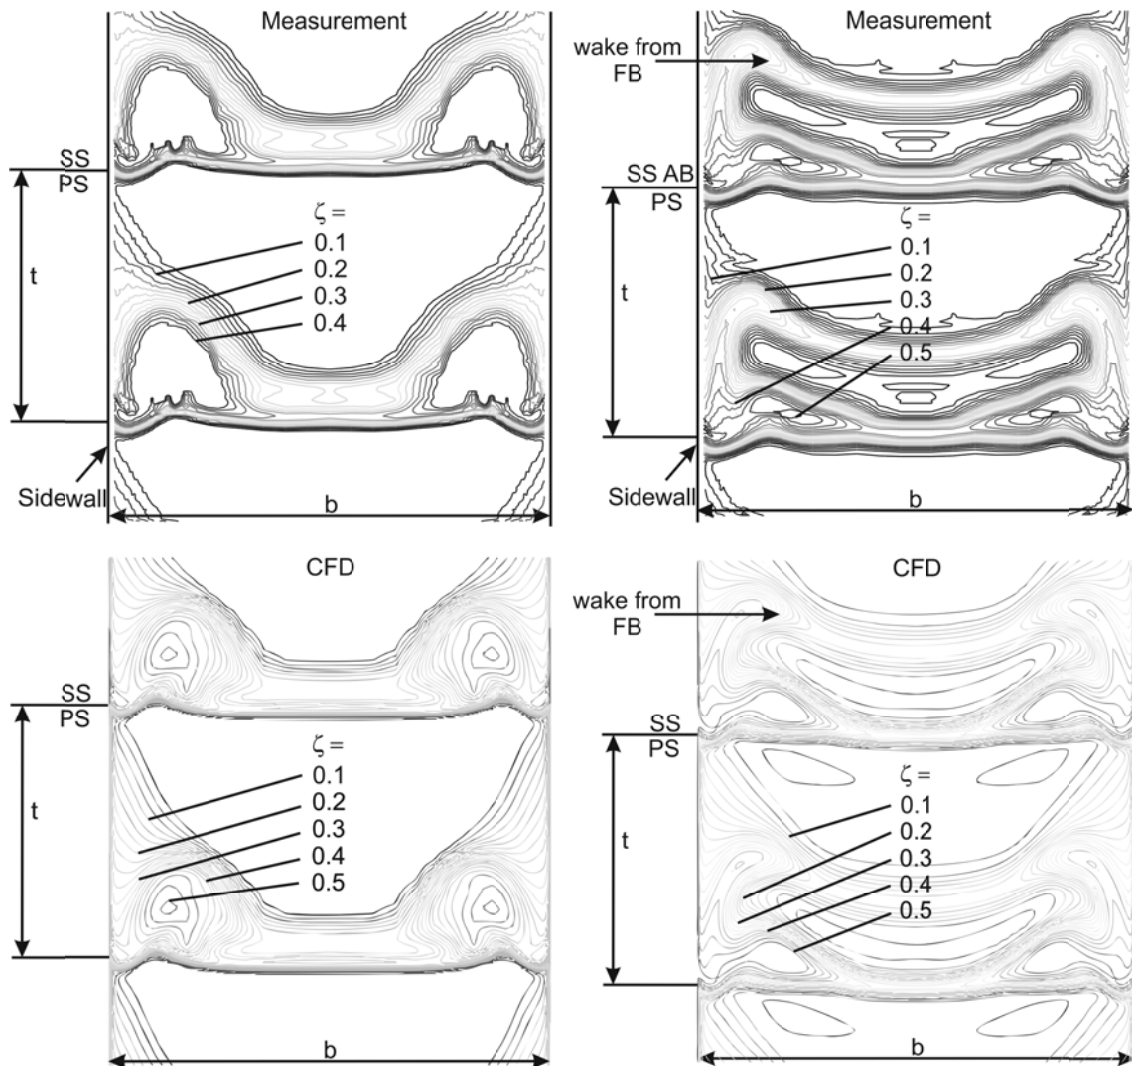 Measurement
SS
PS
t
ζ =
0.1
0.2
0.3
0.4
Sidewall
b
Measurement
wake from
FB
SS AB
PS
t
ζ =
0.1
0.2
0.3
0.4
0.5
Sidewall
b
CFD
SS
PS
t
ζ =
0.1
0.2
0.3
0.4
0.5
b
CFD
wake from
FB
SS
PS
t
ζ =
0.1
0.2
0.3
0.4
0.5
b